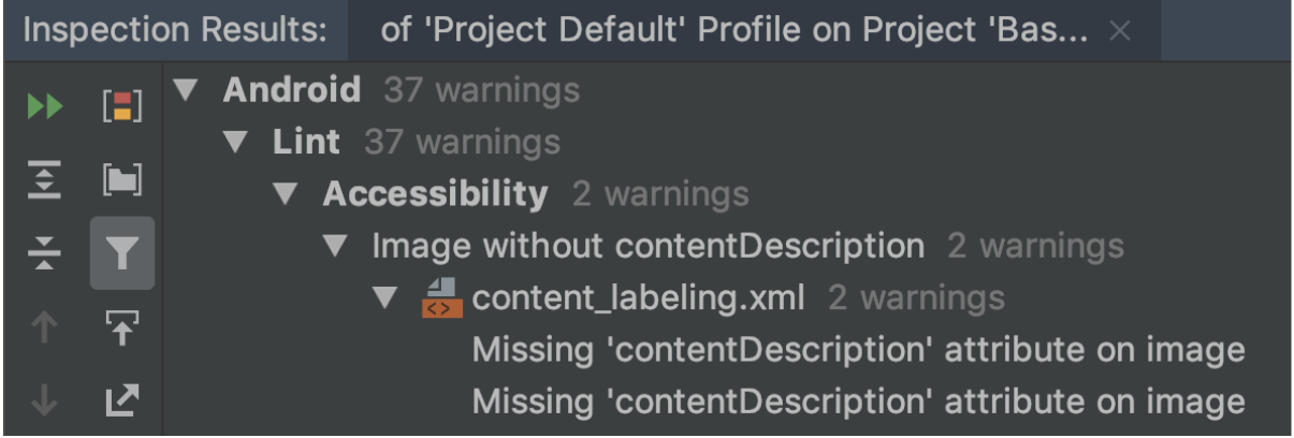 Inspection Results: of 'Project Default' Profile on Project 'Bas...
Android 37 warnings
Lint 37 warnings
Accessibility 2 warnings
Image without contentDescription 2 warnings
content_labeling.xml 2 warnings
Missing 'contentDescription' attribute on image
Missing 'contentDescription' attribute on image